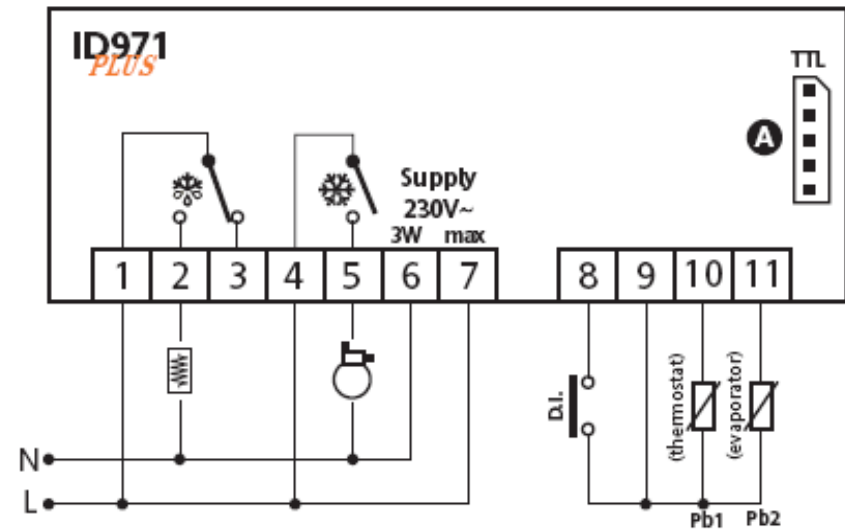 ID971
PLUS
TTL
A
Supply
230V~
3W max
1 2 3 4 5 6 7 8 9 10 11
D.I.
(thermostat)
(evaporator)
N
L
Pb1 Pb2